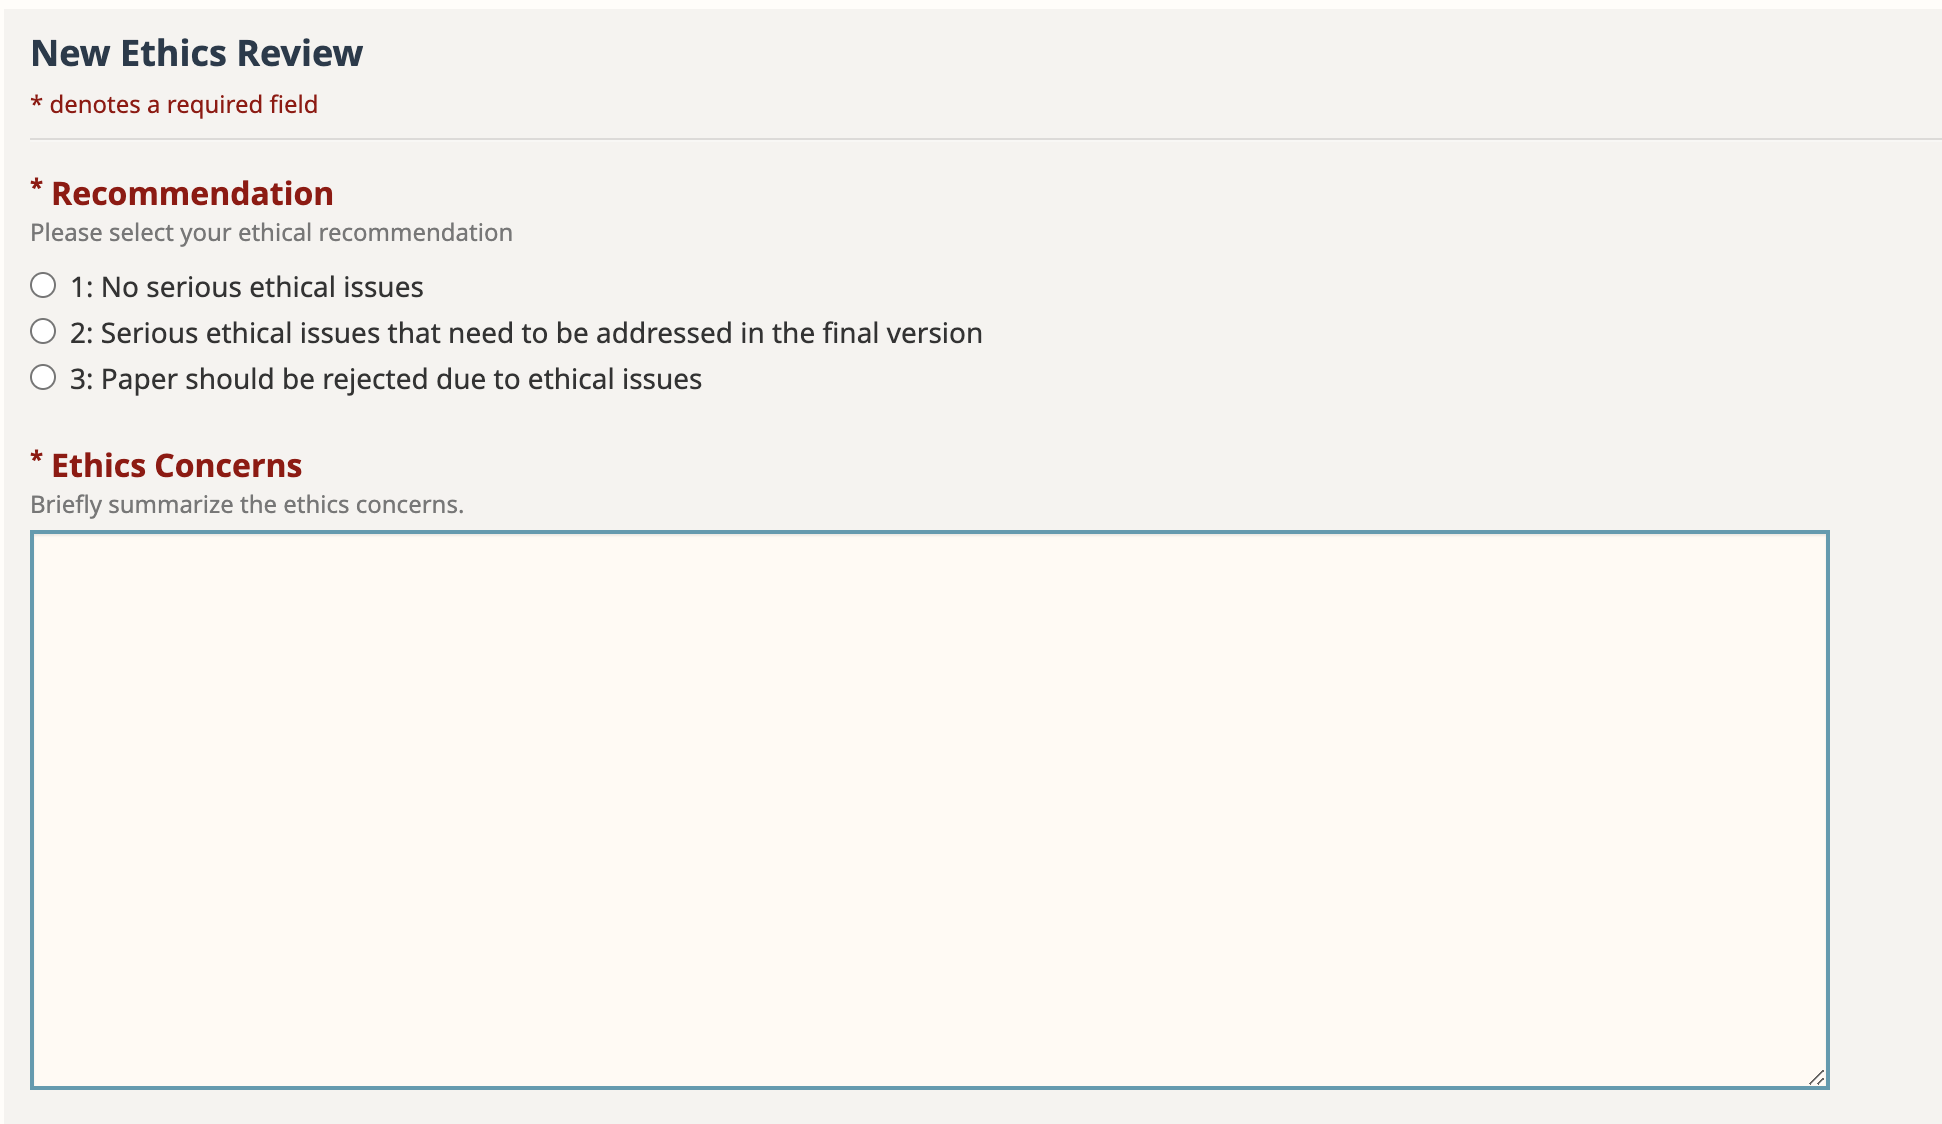 New Ethics Review
* denotes a required field
* Recommendation
Please select your ethical recommendation
1: No serious ethical issues
2: Serious ethical issues that need to be addressed in the final version
3: Paper should be rejected due to ethical issues
* Ethics Concerns
Briefly summarize the ethics concerns.